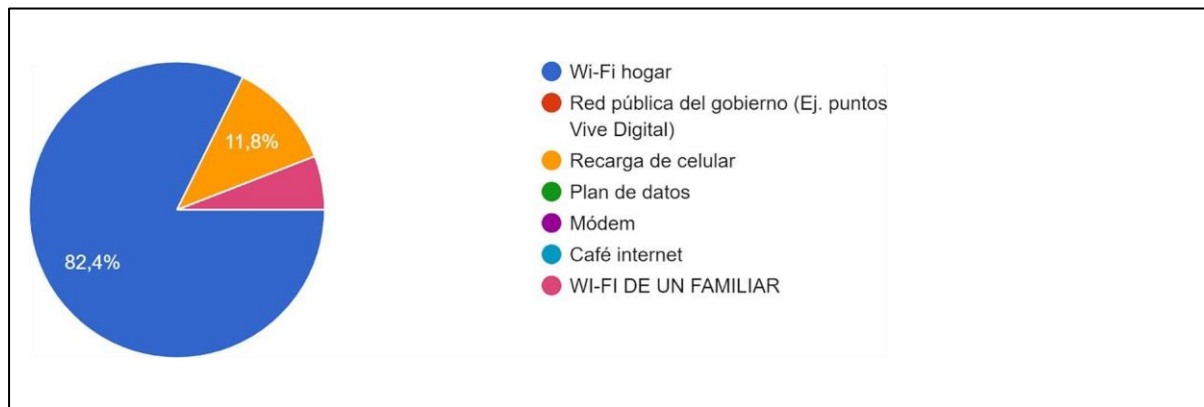 82,4%
11,8%
Wi-Fi hogar
Red pública del gobierno (Ej. puntos
Vive Digital)
Recarga de celular
Plan de datos
Módem
Café internet
WI-FI DE UN FAMILIAR